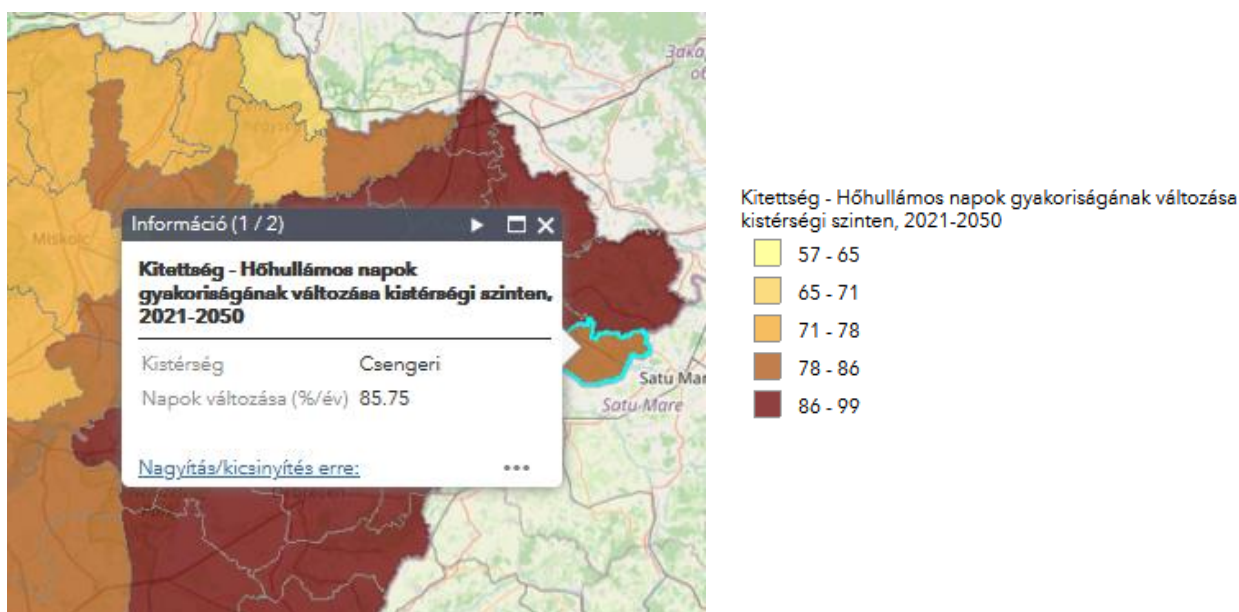 Miskolc
Információ (1 / 2)
Kitettség - Hőhullámos napok
gyakoriságának változása kistérségi szinten,
2021-2050
Kistérség Csengeri
Napok változása (%/év) 85.75
Nagyítás/kicsinyítés erre:
Satu Mar
Satu Mare
Kitettség - Hőhullámos napok gyakoriságának változása
kistérségi szinten, 2021-2050
57 - 65
65 - 71
71 - 78
78 - 86
86 - 99